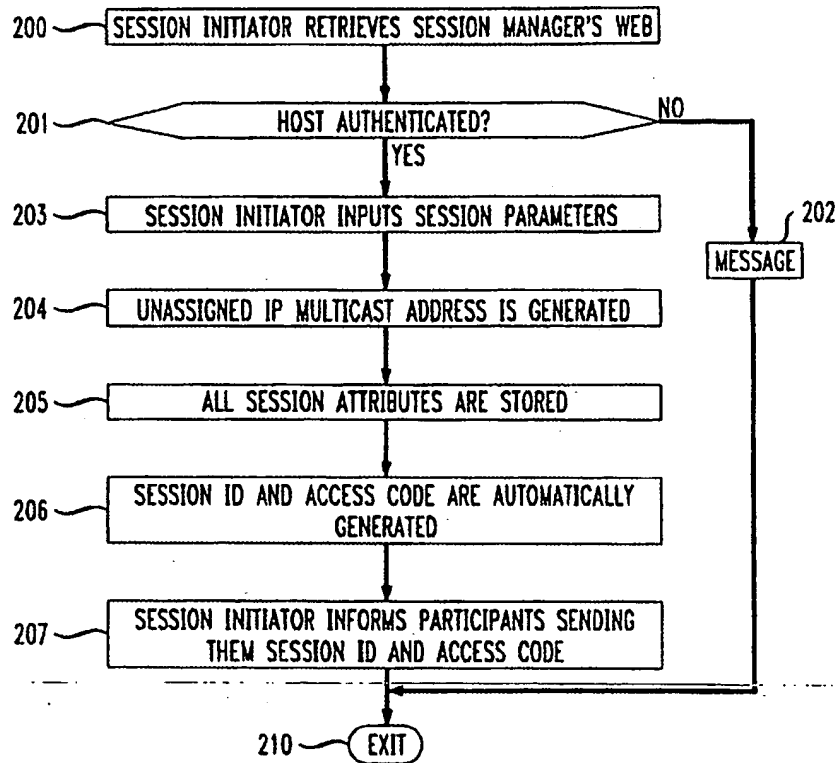 200 SESSION INITIATOR RETRIEVES SESSION MANAGER'S WEB
201 HOST AUTHENTICATED? NO
YES
203 SESSION INITIATOR INPUTS SESSION PARAMETERS
202
MESSAGE
204 UNASSIGNED IP MULTICAST ADDRESS IS GENERATED
205 ALL SESSION ATTRIBUTES ARE STORED
206 SESSION ID AND ACCESS CODE ARE AUTOMATICALLY
GENERATED
207 SESSION INITIATOR INFORMS PARTICIPANTS SENDING
THEM SESSION ID AND ACCESS CODE
210 EXIT